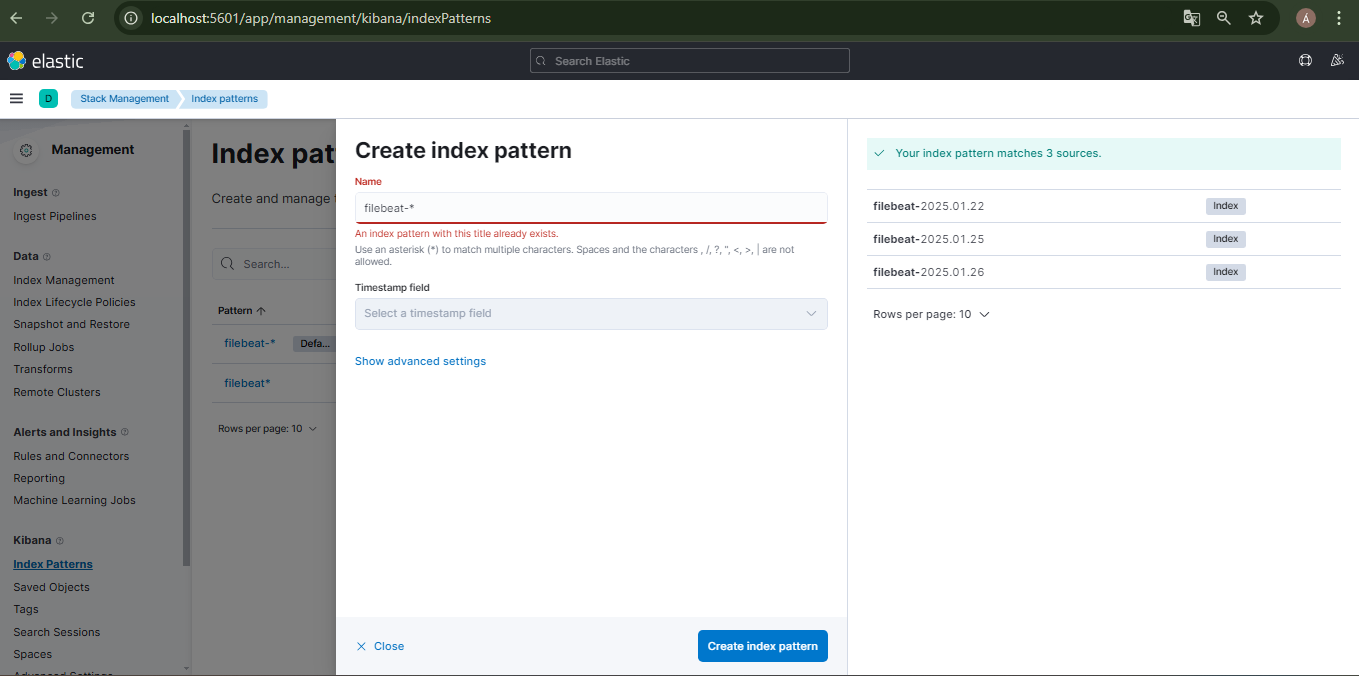 localhost:5601/app/management/kibana/indexPatterns
Á
elastic
Search Elastic
D
Stack Management
Index patterns
Management
Ingest
Ingest Pipelines
Data
Index Management
Index Lifecycle Policies
Snapshot and Restore
Rollup Jobs
Transforms
Remote Clusters
Alerts and Insights
Rules and Connectors
Reporting
Machine Learning Jobs
Kibana
Index Patterns
Saved Objects
Tags
Search Sessions
Spaces
Advanced Settings
Index pat
Create and manage
Search...
Pattern
filebeat-* Defa...
filebeat*
Rows per page: 10
Create index pattern
Name
filebeat-*
An index pattern with this title already exists.
Use an asterisk (*) to match multiple characters. Spaces and the characters , /, ?, ", <, >, | are not
allowed.
Timestamp field
Select a timestamp field
Show advanced settings
Close
Create index pattern
Your index pattern matches 3 sources.
filebeat-2025.01.22 Index
filebeat-2025.01.25 Index
filebeat-2025.01.26 Index
Rows per page: 10